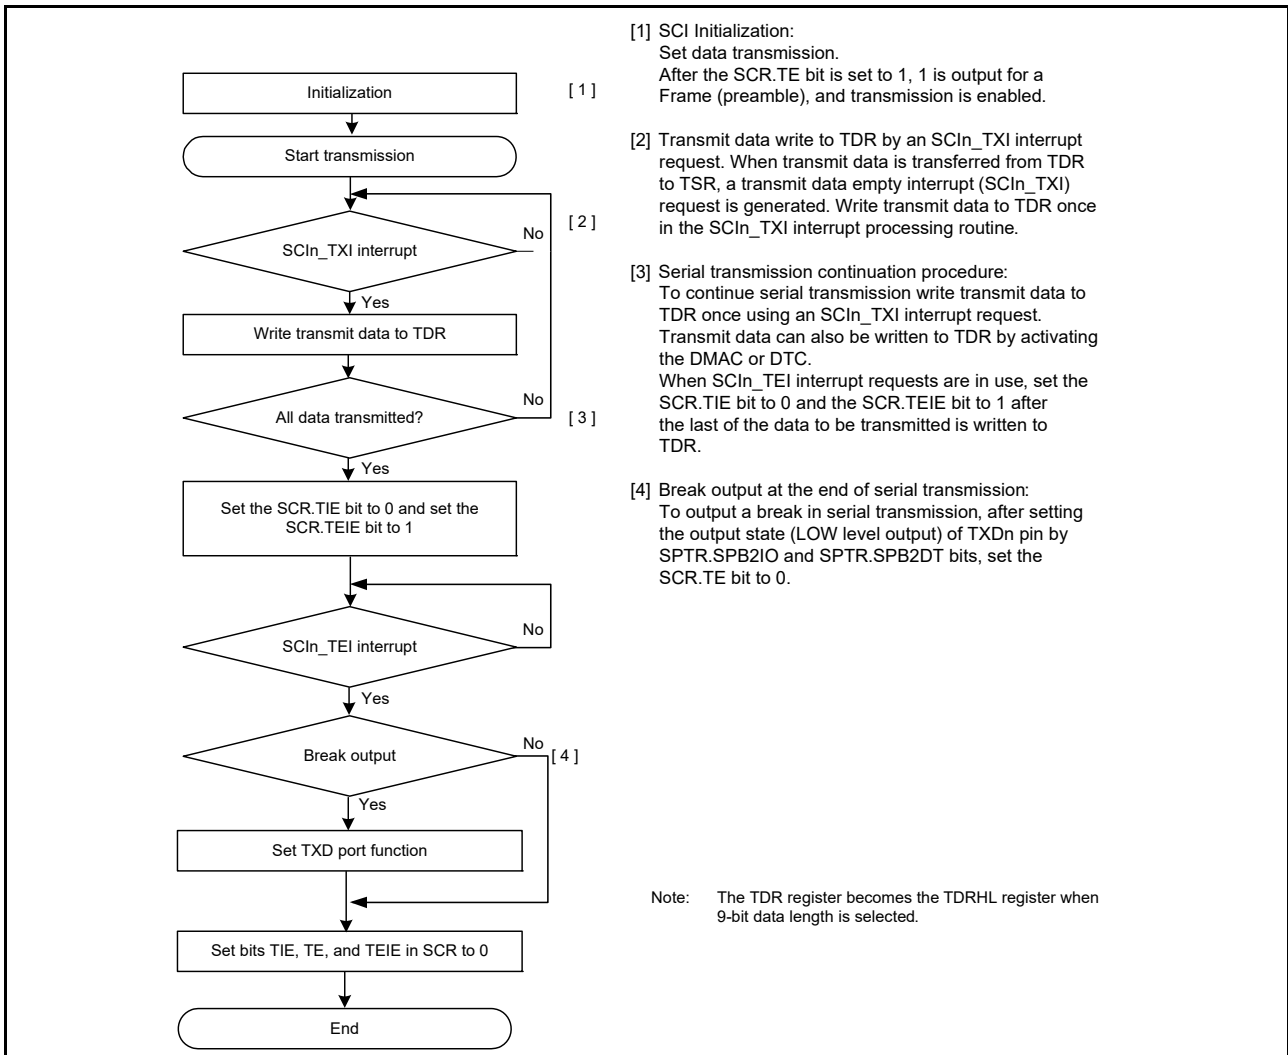 Initialization
[ 1 ]
Start transmission
SCIn_TXI interrupt
No
[ 2 ]
Yes
Write transmit data to TDR
All data transmitted?
No
[ 3 ]
Yes
Set the SCR.TIE bit to 0 and set the
SCR.TEIE bit to 1
SCIn_TEI interrupt
No
Yes
Break output
No
[ 4 ]
Yes
Set TXD port function
Set bits TIE, TE, and TEIE in SCR to 0
End
[1] SCI Initialization:
Set data transmission.
After the SCR.TE bit is set to 1, 1 is output for a
Frame (preamble), and transmission is enabled.
[2] Transmit data write to TDR by an SCIn_TXI interrupt
request. When transmit data is transferred from TDR
to TSR, a transmit data empty interrupt (SCIn_TXI)
request is generated. Write transmit data to TDR once
in the SCIn_TXI interrupt processing routine.
[3] Serial transmission continuation procedure:
To continue serial transmission write transmit data to
TDR once using an SCIn_TXI interrupt request.
Transmit data can also be written to TDR by activating
the DMAC or DTC.
When SCIn_TEI interrupt requests are in use, set the
SCR.TIE bit to 0 and the SCR.TEIE bit to 1 after
the last of the data to be transmitted is written to
TDR.
[4] Break output at the end of serial transmission:
To output a break in serial transmission, after setting
the output state (LOW level output) of TXDn pin by
SPTR.SPB2IO and SPTR.SPB2DT bits, set the
SCR.TE bit to 0.
Note: The TDR register becomes the TDRHL register when
9-bit data length is selected.